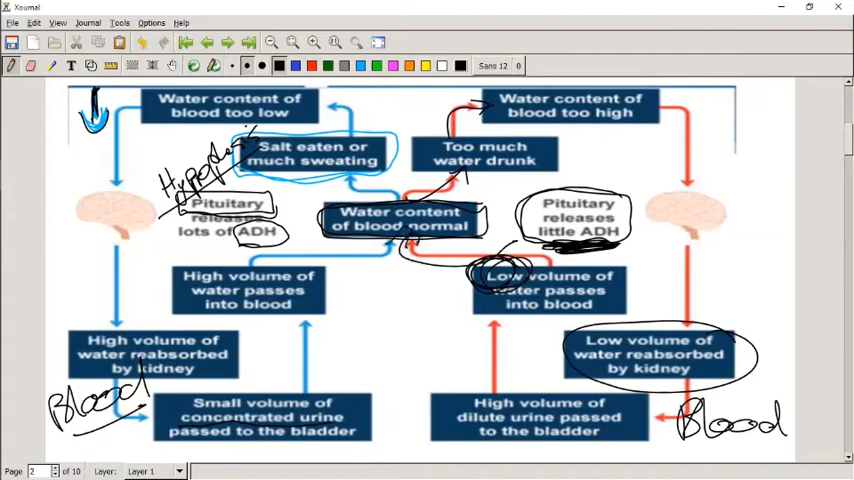 Xournal
File Edit View Journal Tools Options Help
Sans 12 0
Water content of
blood too low
Water content of
blood too high
Salt eaten or
much sweating
Too much
water drunk
Pituitary
releases
lots of ADH
Water content
of blood normal
Pituitary
releases
little ADH
High volume of
water passes
into blood
Low volume of
water passes
into blood
High volume of
water reabsorbed
by kidney
Low volume of
water reabsorbed
by kidney
Blood
Small volume of
concentrated urine
passed to the bladder
High volume of
dilute urine passed
to the bladder
Blood
Page 2 of 10 Layer: Layer 1